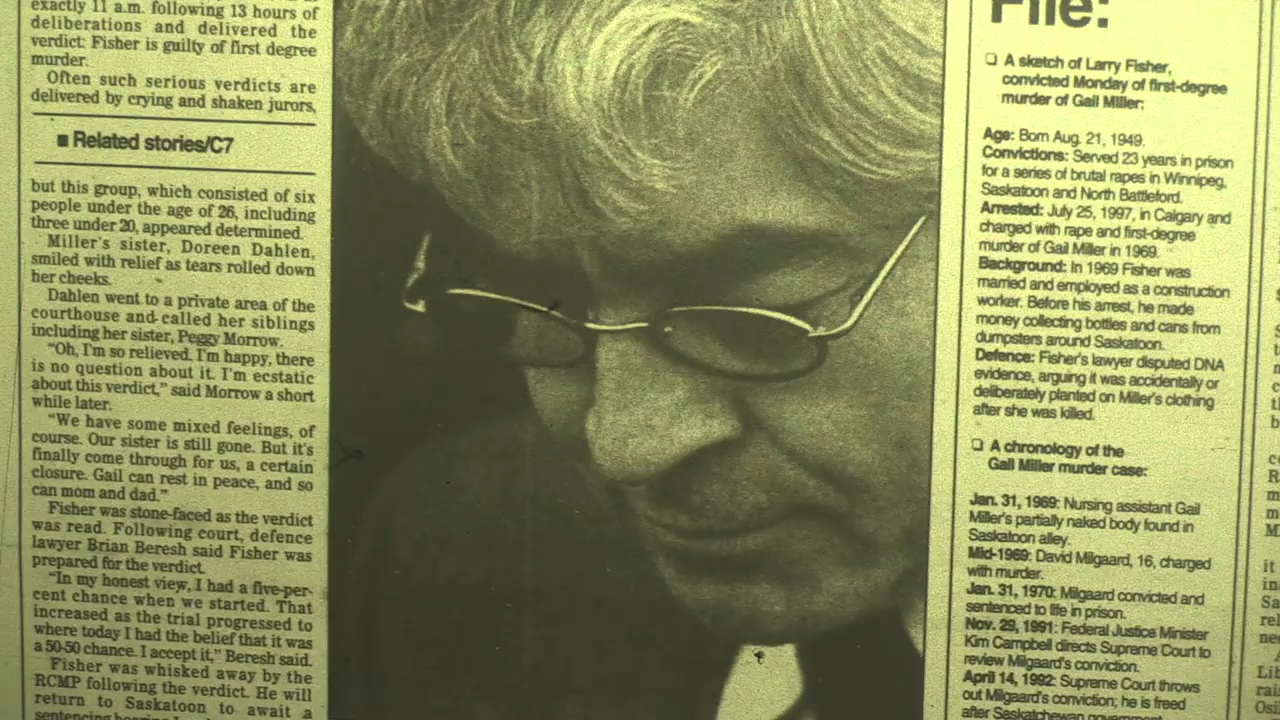 exactly 11 a.m. following 13 hours of
deliberations and delivered the
verdict: Fisher is guilty of first degree
murder.
Often such serious verdicts are
delivered by crying and shaken jurors,
■ Related stories/C7
but this group, which consisted of six
people under the age of 26, including
three under 20, appeared determined.
Miller's sister, Doreen Dahlen,
smiled with relief as tears rolled down
her cheeks.
Dahlen went to a private area of the
courthouse and called her siblings
including her sister, Peggy Morrow.
“Oh, I'm so relieved. I'm happy, there
is no question about it. I'm ecstatic
about this verdict,” said Morrow a short
while later.
“We have some mixed feelings, of
course. Our sister is still gone. But it's
finally come through for us, a certain
closure. Gail can rest in peace, and so
can mom and dad.”
Fisher was stone-faced as the verdict
was read. Following court, defence
lawyer Brian Beresh said Fisher was
prepared for the verdict.
“In my honest view, I had a five-per-
cent chance when we started. That
increased as the trial progressed to
where today I had the belief that it was
a 50-50 chance. I accept it,” Beresh said.
Fisher was whisked away by the
RCMP following the verdict. He will
return to Saskatoon to await a
sentencing
File:
❏ A sketch of Larry Fisher,
convicted Monday of first-degree
murder of Gail Miller:
Age: Born Aug. 21, 1949.
Convictions: Served 23 years in prison
for a series of brutal rapes in Winnipeg,
Saskatoon and North Battleford.
Arrested: July 25, 1997, in Calgary and
charged with rape and first-degree
murder of Gail Miller in 1969.
Background: In 1969 Fisher was
married and employed as a construction
worker. Before his arrest, he made
money collecting bottles and cans from
dumpsters around Saskatoon.
Defence: Fisher's lawyer disputed DNA
evidence, arguing it was accidentally or
deliberately planted on Miller's clothing
after she was killed.
❏ A chronology of the
Gail Miller murder case:
Jan. 31, 1969: Nursing assistant Gail
Miller's partially naked body found in
Saskatoon alley.
Mid-1969: David Milgaard, 16, charged
with murder.
Jan. 31, 1970: Milgaard convicted and
sentenced to life in prison.
Nov. 29, 1991: Federal Justice Minister
Kim Campbell directs Supreme Court to
review Milgaard's conviction.
April 14, 1992: Supreme Court throws
out Milgaard's conviction; he is freed
after Saskatchewan